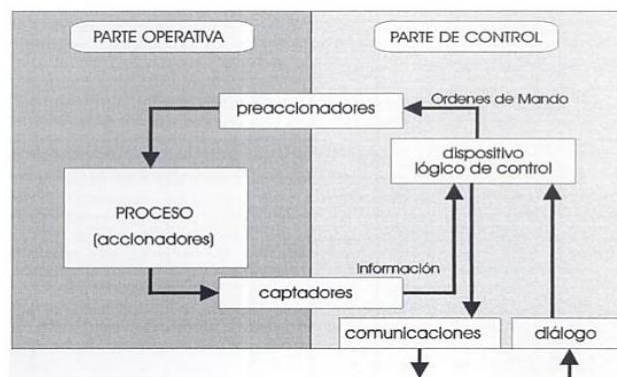 PARTE OPERATIVA
PARTE DE CONTROL
preaccionadores
Ordenes de Mando
dispositivo
lógico de control
PROCESO
(accionadores)
Información
captadores
comunicaciones
diálogo